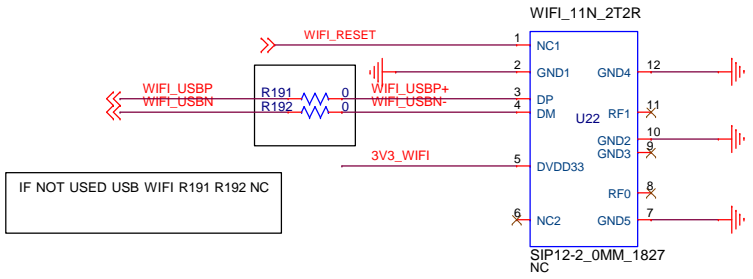 WIFI_11N_2T2R
WIFI_RESET
1
NC1
2
GND1
GND4
12
WIFI_USBP
R191
0
WIFI_USBP+
3
DP
WIFI_USBN
R192
0
WIFI_USBN-
4
DM
U22
RF1
11
GND2
10
GND3
9
3V3_WIFI
5
DVDD33
IF NOT USED USB WIFI R191 R192 NC
RF0
8
6
NC2
GND5
7
SIP12-2_0MM_1827
NC